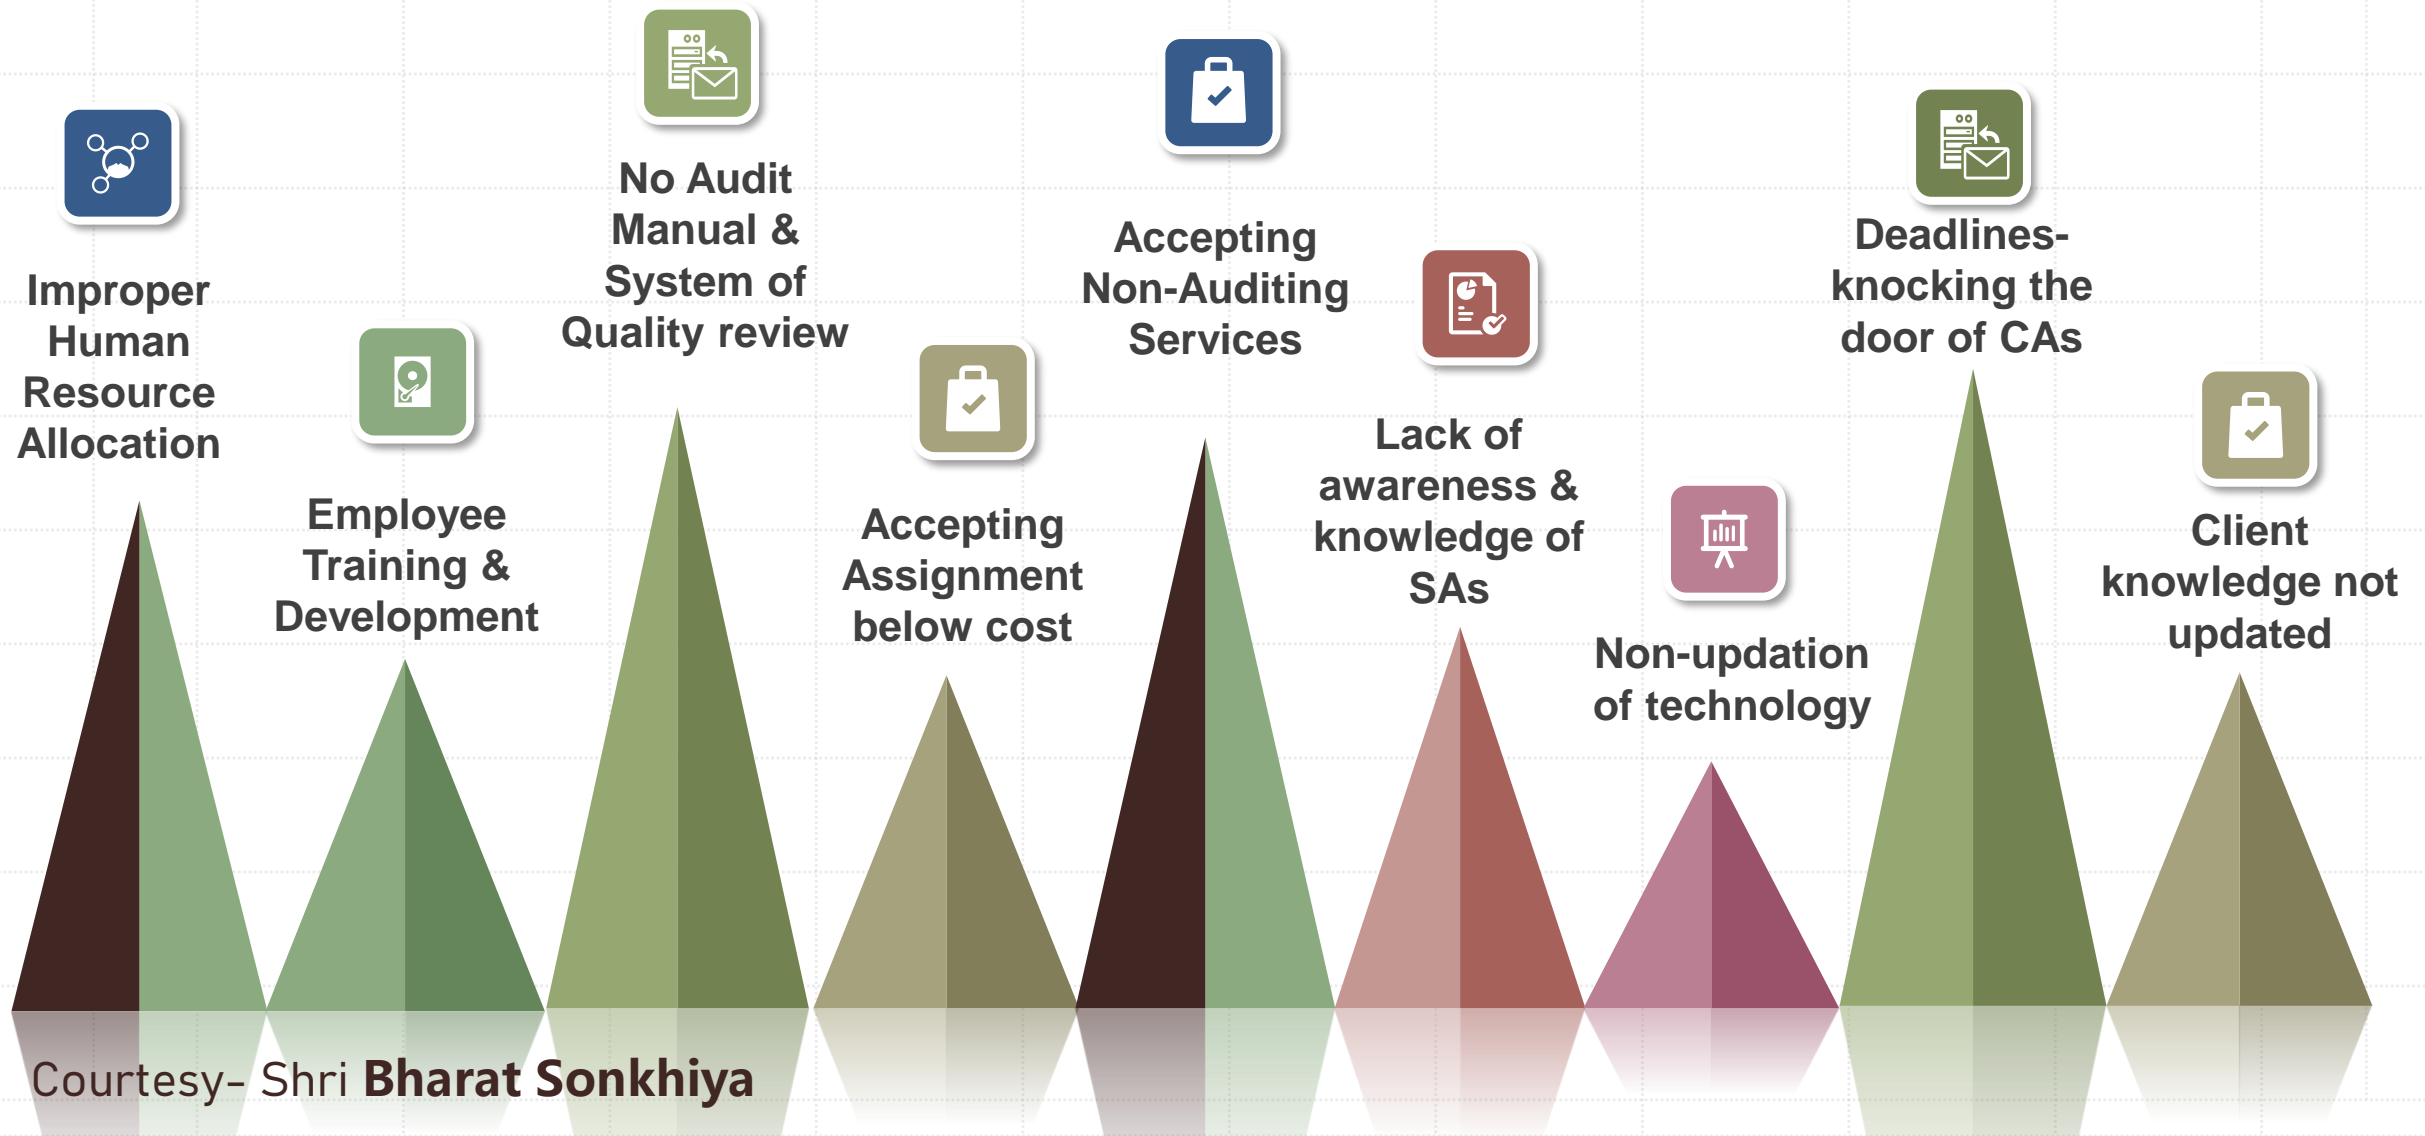 Improper
Human
Resource
Allocation
Employee
Training &
Development
No Audit
Manual &
System of
Quality review
Accepting
Assignment
below cost
Accepting
Non-Auditing
Services
Lack of
awareness &
knowledge of
SAs
Non-updation
of technology
Deadlines-
knocking the
door of CAs
Client
knowledge not
updated
Courtesy- Shri Bharat Sonkhiya